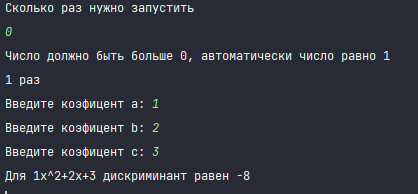 Сколько раз нужно запустить
0
Число должно быть больше 0, автоматически число равно 1
1 раз
Введите коэфицент a: 1
Введите коэфицент b: 2
Введите коэфицент c: 3
Для 1x^2+2x+3 дискриминант равен -8